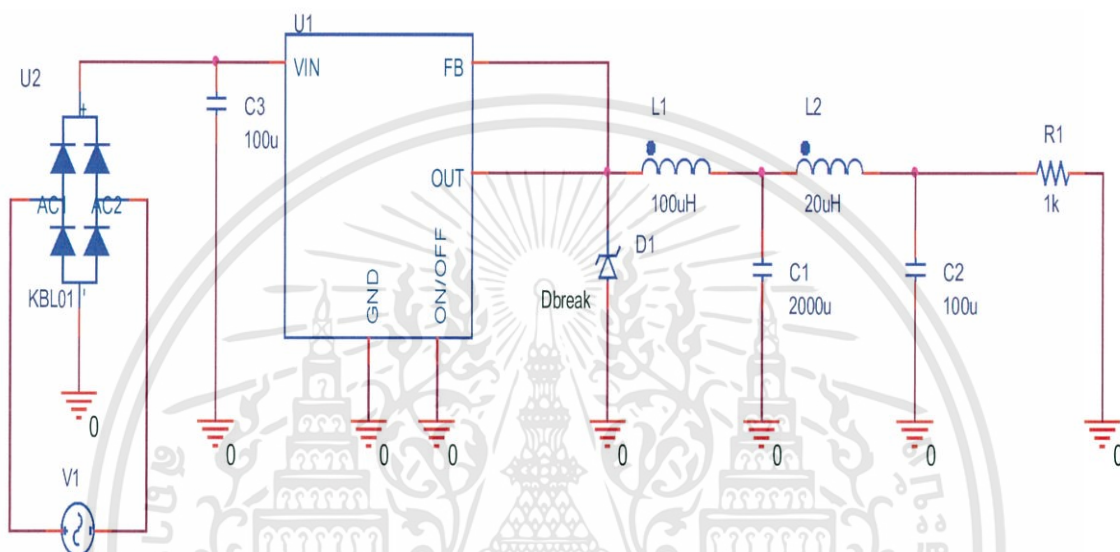 U1
U2
VIN
FB
C3
100u
L1
L2
R1
1k
OUT
100uH
20uH
AC1
AC2
D1
Dbreak
C1
2000u
C2
100u
KBL01
GND
ON/OFF
0
0
0
0
0
0
0
0
V1